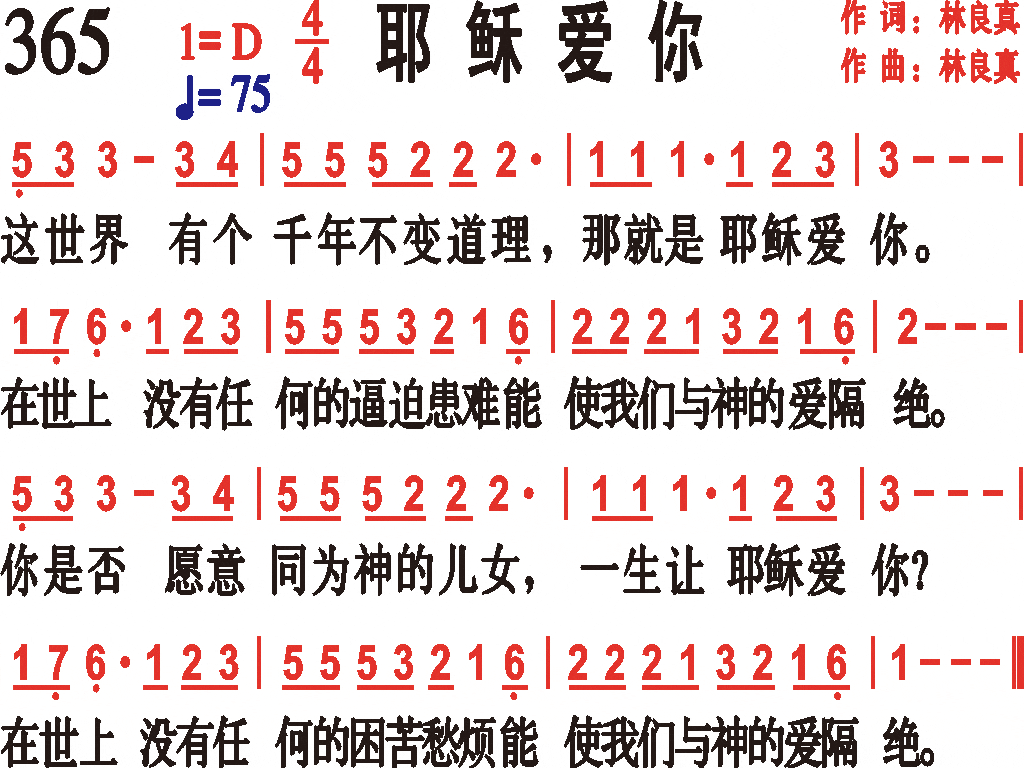 365 1=D 4/4 耶稣爱你 作词：林良真
♩=75 作曲：林良真
5 3 3 – 3 4 | 5 5 5 2 2 2· | 1 1 1· 1 2 3 | 3 – – – |
这世界 有个 千年不变道理，那就是 耶稣爱 你。
1 7 6· 1 2 3 | 5 5 5 3 2 1 6 | 2 2 2 1 3 2 1 6 | 2 – – – |
在世上 没有任 何的逼迫患难能 使我们与神的爱隔 绝。
5 3 3 – 3 4 | 5 5 5 2 2 2· | 1 1 1· 1 2 3 | 3 – – – |
你是否 愿意 同为神的儿女， 一生让 耶稣爱 你？
1 7 6· 1 2 3 | 5 5 5 3 2 1 6 | 2 2 2 1 3 2 1 6 | 1 – – – ‖
在世上 没有任 何的困苦愁烦能 使我们与神的爱隔 绝。